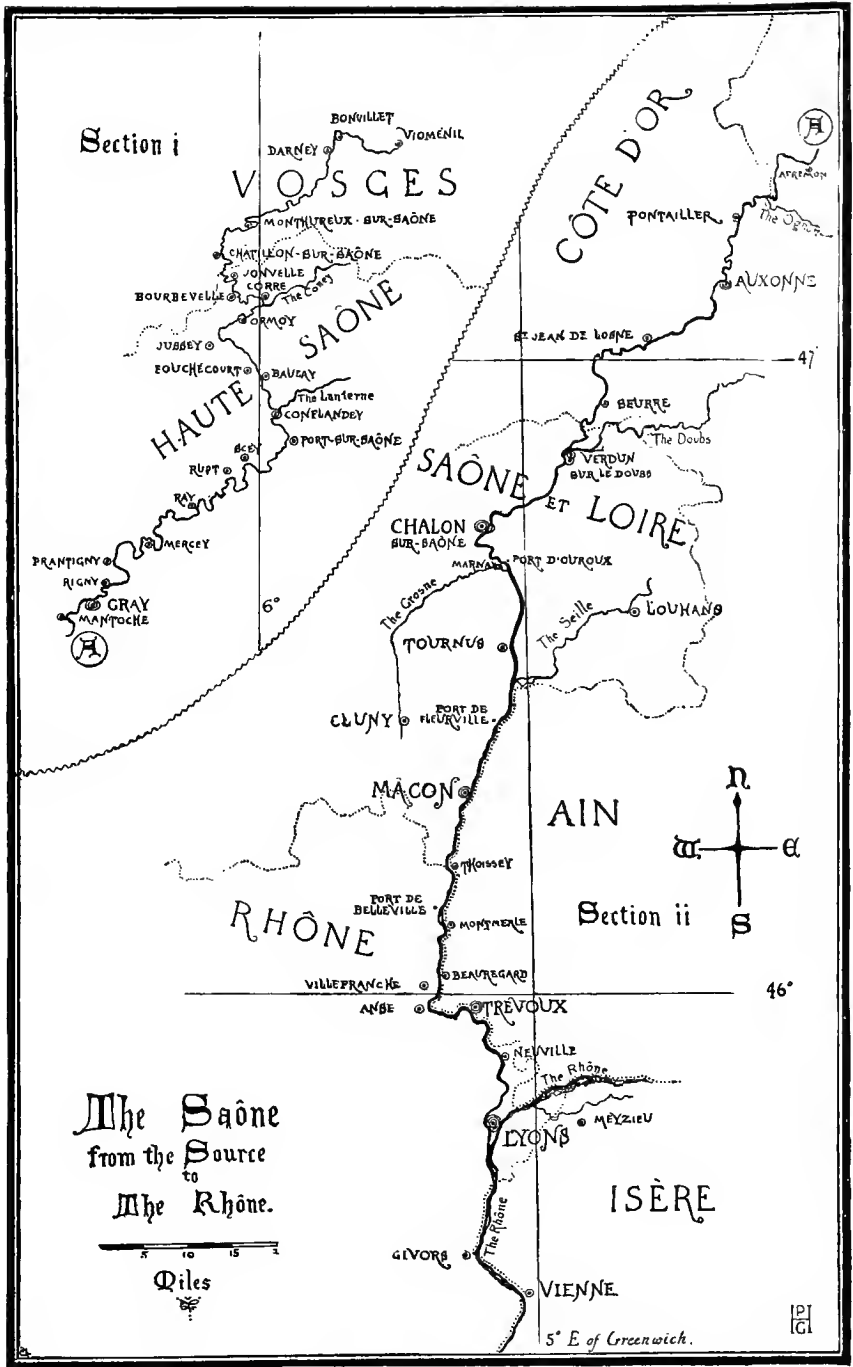 Section i
BONVILLET
VIOMÉNIL
DARNEY
VOSGES
MONTHUREUX-SUR-SAÔNE
CHÂTILLON-SUR-SAÔNE
JONVELLE
CORRE
The Coney
BOURBEVELLE
ORMOY
JUSSEY
HAUTE SAÔNE
FOUCHÉCOURT
BAULAY
The Lanterne
CONFLANDEY
PORT-SUR-SAÔNE
SCEY
RUPT
RAY
MERCEY
PRANTIGNY
RIGNY
GRAY
MANTOCHE
A
6°
CÔTE D'OR
A
APREMON
PONTAILLER
The Ognon
AUXONNE
ST JEAN DE LOSNE
47°
SEURRE
The Doubs
VERDUN
SUR LE DOUBS
SAÔNE ET LOIRE
CHALON
SUR-SAÔNE
MARNAY
PORT D'OUROUX
The Grosne
The Seille
LOUHANS
TOURNUS
CLUNY
PORT DE
FLEURVILLE
MÂCON
AIN
N
W E
S
THOISSEY
PORT DE
BELLEVILLE
Section ii
RHÔNE
MONTMERLE
BEAUREGARD
VILLEFRANCHE
46°
ANSE
TRÉVOUX
NEUVILLE
The Rhône
MEYZIEU
LYONS
The Saône
from the Source
to
The Rhône.
ISÈRE
5 10 15 2
Miles
The Rhône
GIVORS
VIENNE
5° E of Greenwich.
P
G